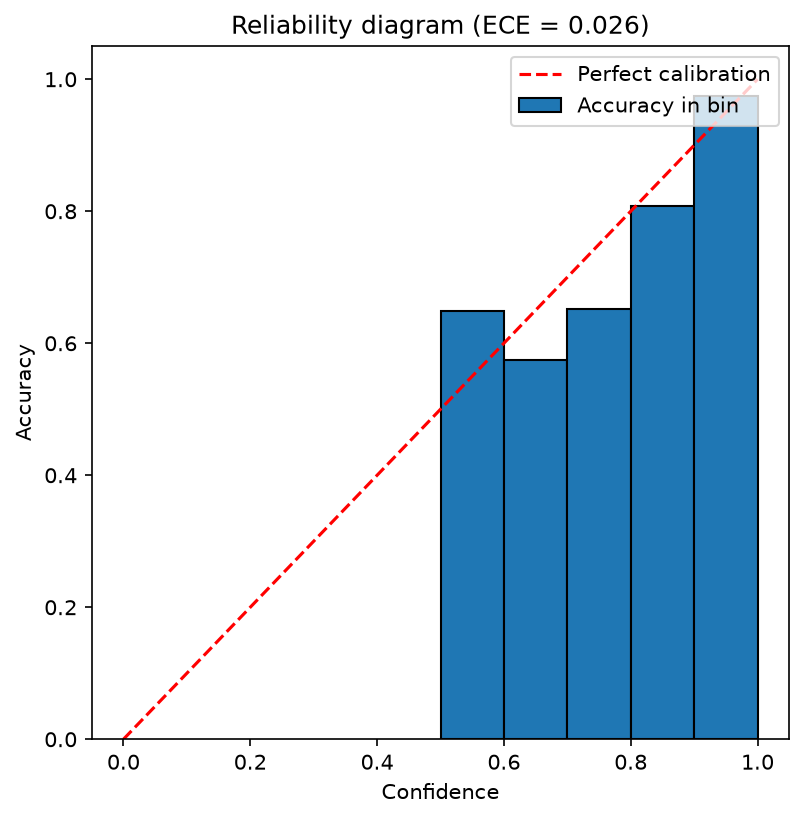 Reliability diagram (ECE = 0.026)
Perfect calibration
Accuracy in bin
1.0
0.8
0.6
0.4
0.2
0.0
Accuracy
0.0 0.2 0.4 0.6 0.8 1.0
Confidence